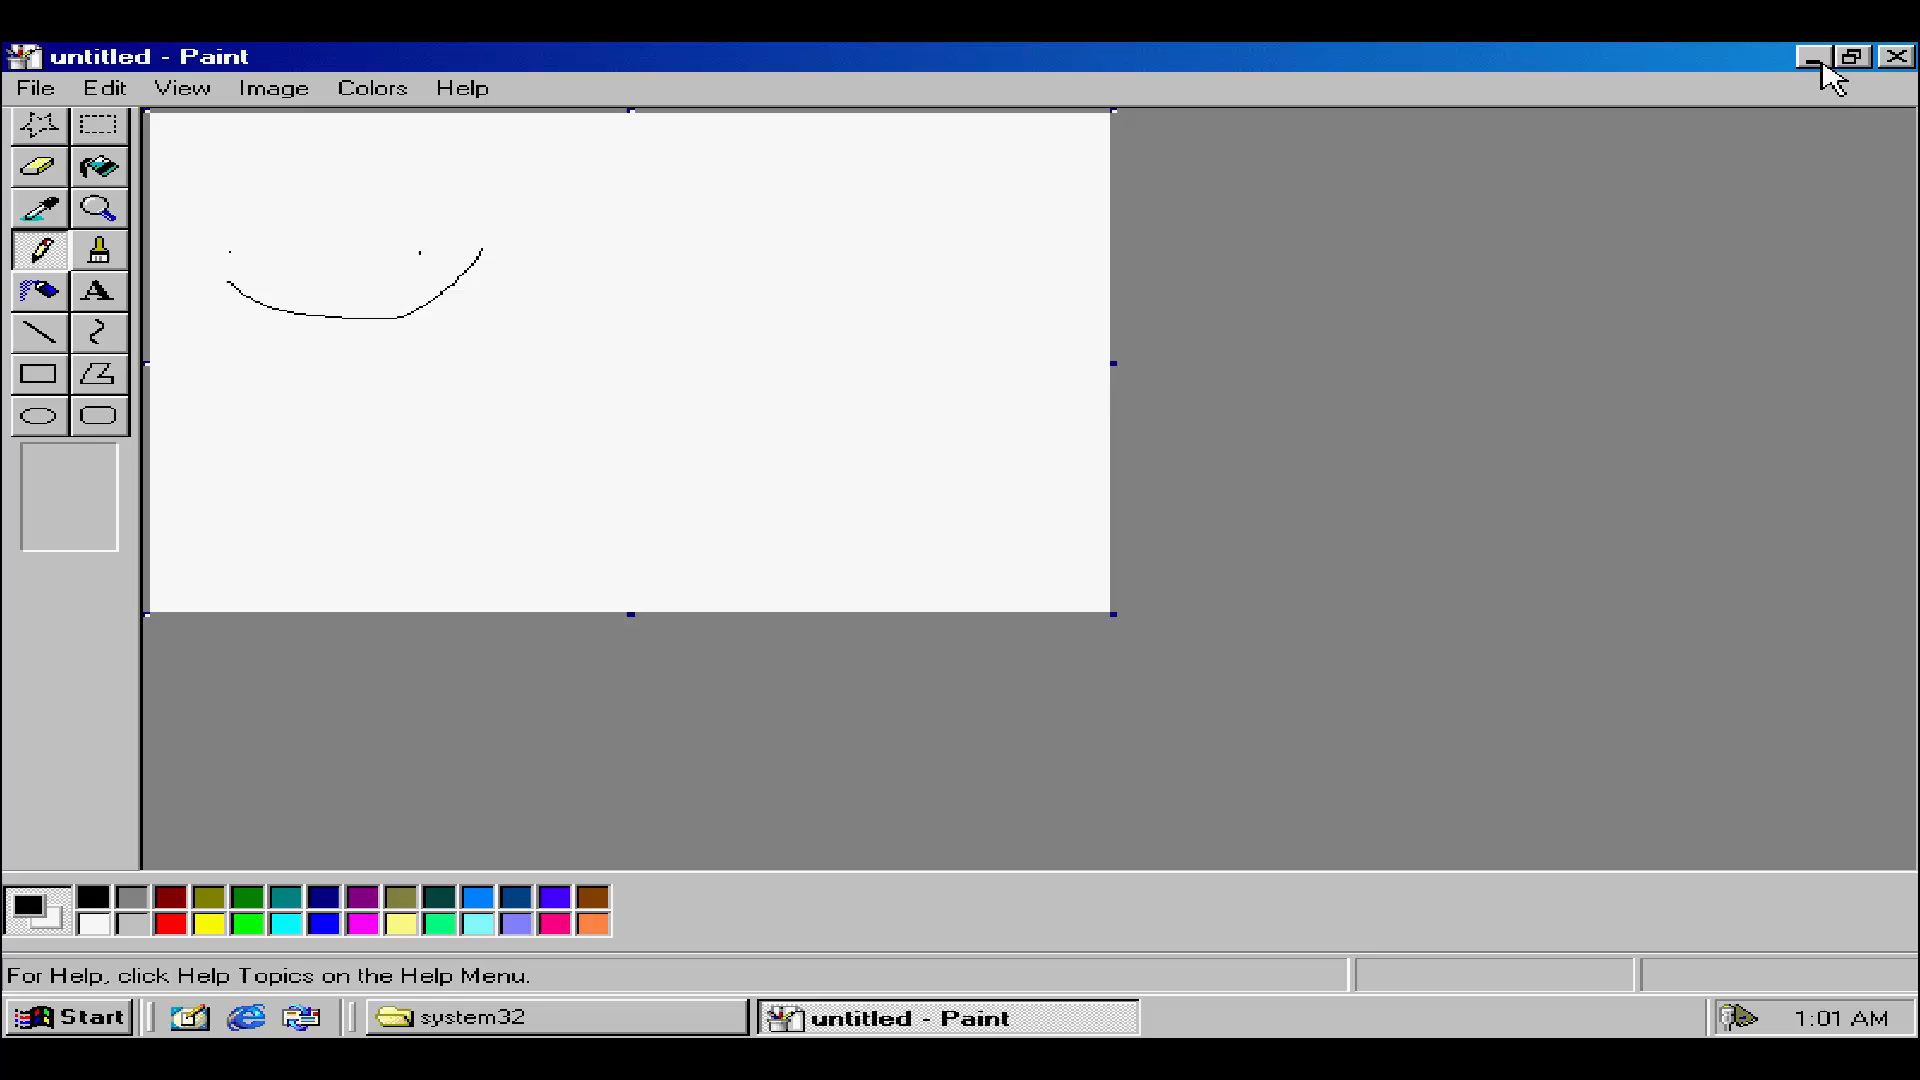 untitled - Paint
File Edit View Image Colors Help
A
For Help, click Help Topics on the Help Menu.
Start system32 untitled - Paint 1:01 AM